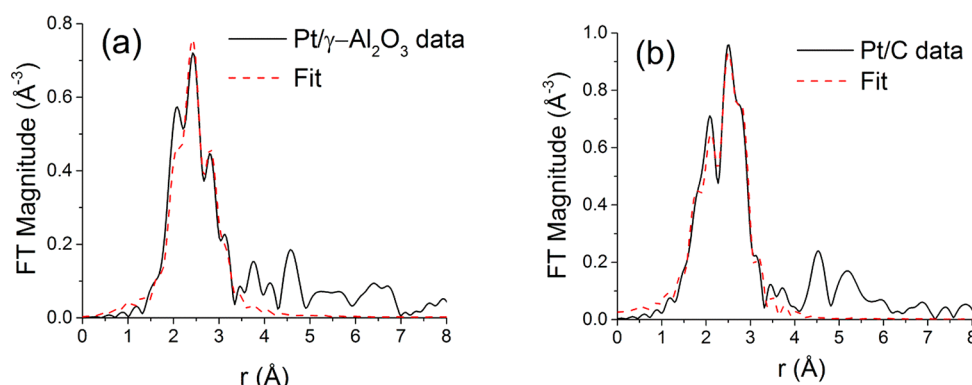 (a)
Pt/γ–Al₂O₃ data
Fit
FT Magnitude (Å⁻³)
0.8
0.6
0.4
0.2
0.0
0 1 2 3 4 5 6 7 8
r (Å)
(b)
Pt/C data
Fit
FT Magnitude (Å⁻³)
1.0
0.8
0.6
0.4
0.2
0.0
0 1 2 3 4 5 6 7 8
r (Å)